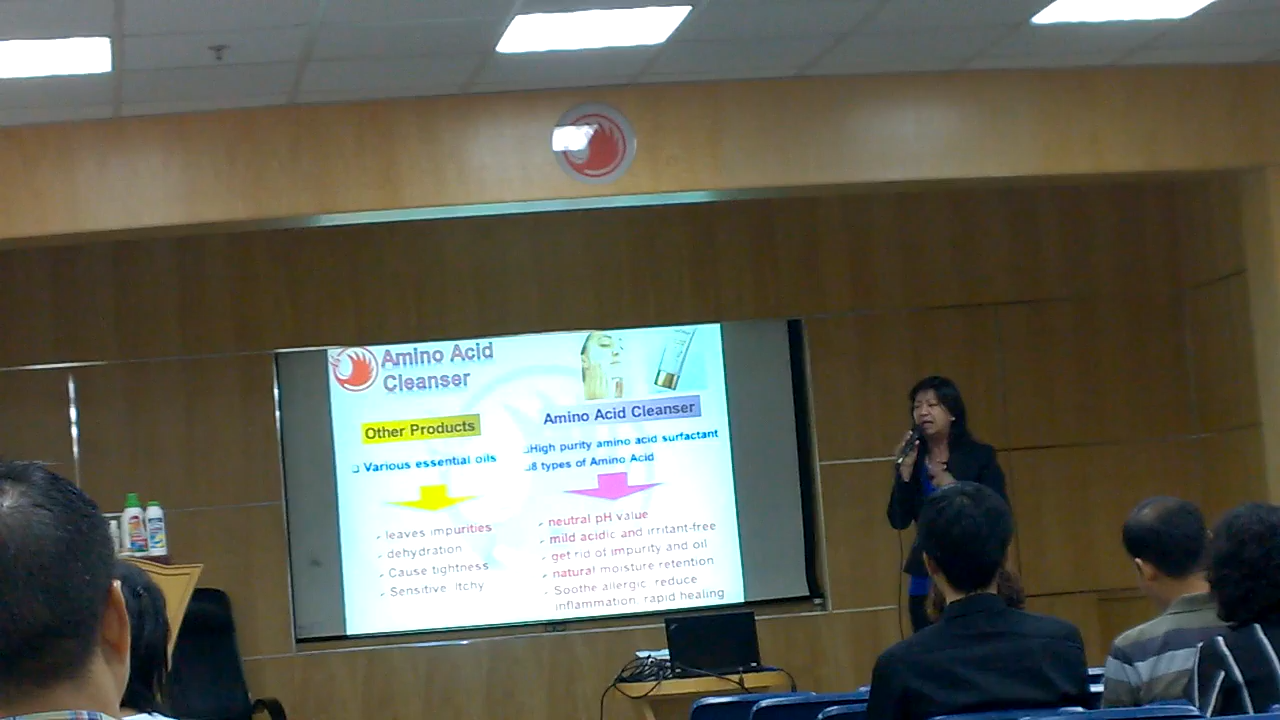 Amino Acid
Cleanser
Other Products
Various essential oils
leaves impurities
dehydration
Cause tightness
Sensitive Itchy
Amino Acid Cleanser
High purity amino acid surfactant
8 types of Amino Acid
neutral pH value
mild acidic and irritant-free
get rid of impurity and oil
natural moisture retention
Soothe allergic, reduce
inflammation, rapid healing